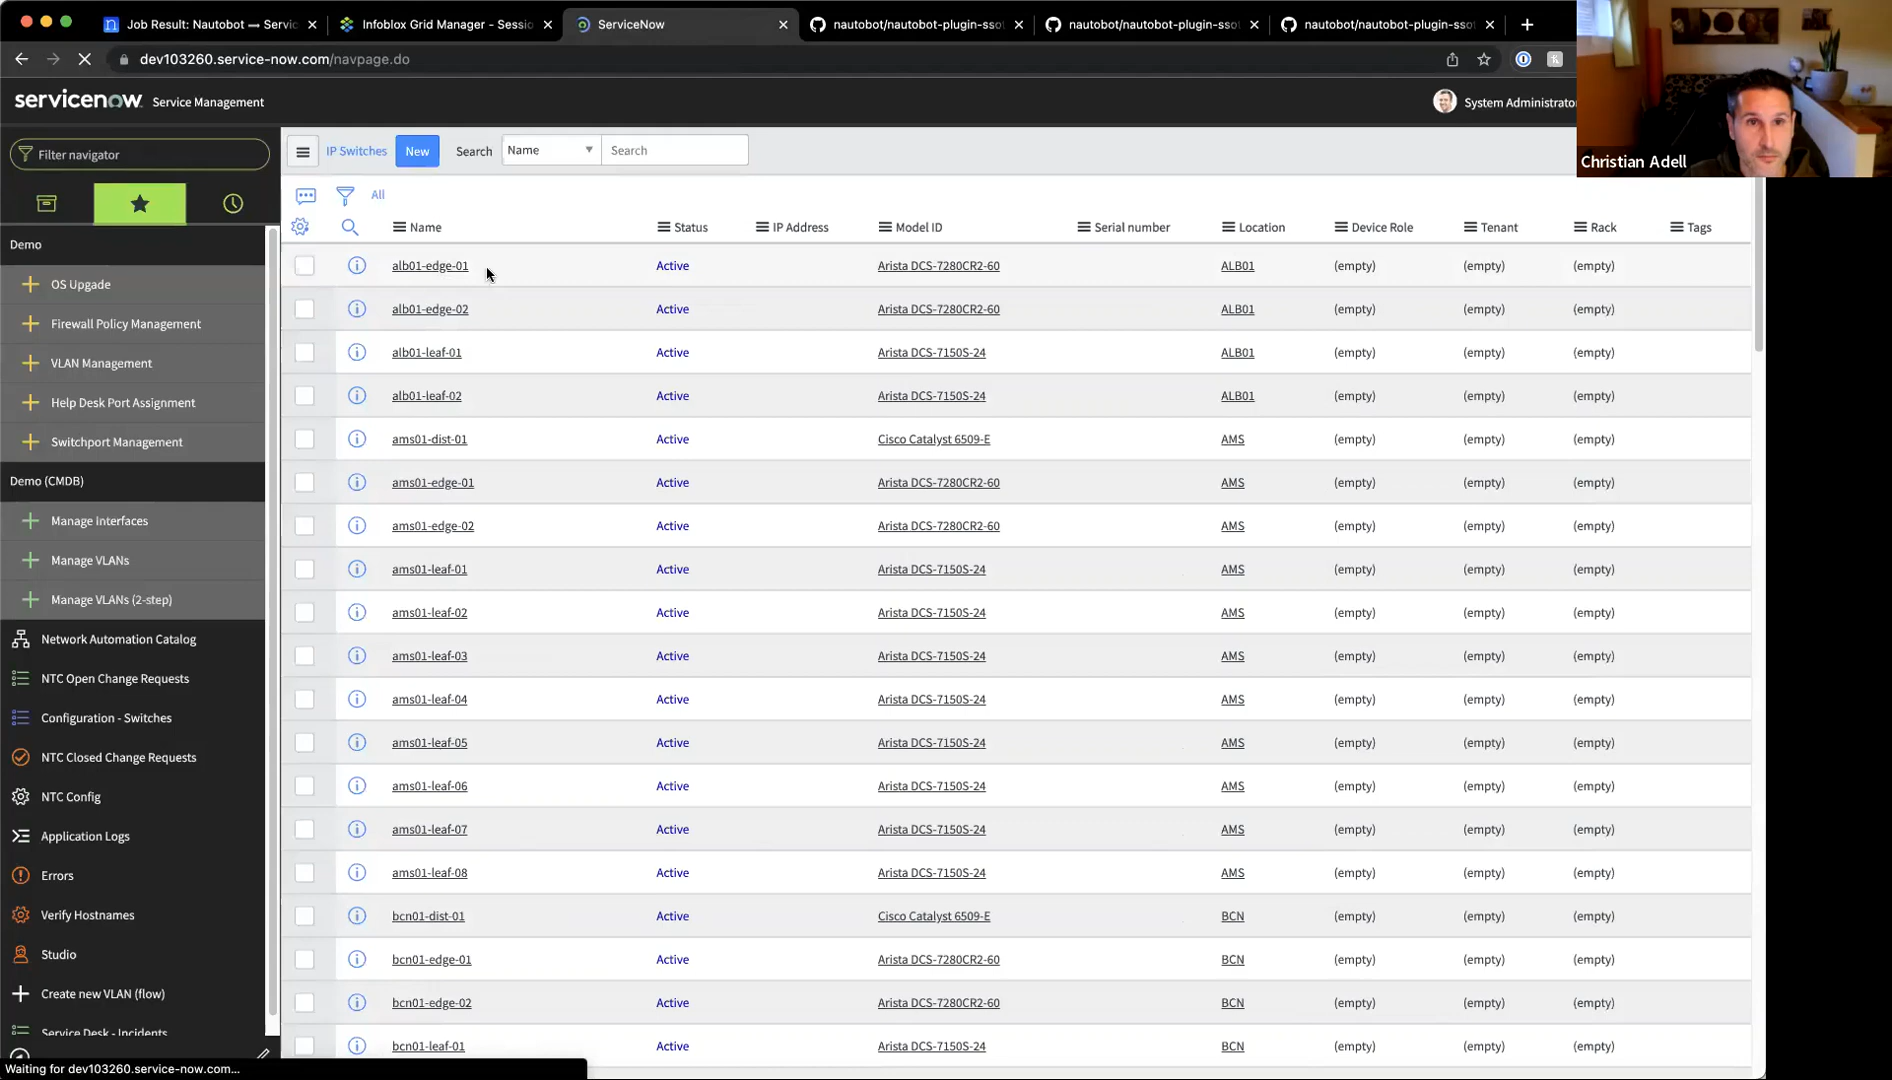 Job Result: Nautobot ⟹ Servic
Infoblox Grid Manager - Sessio
ServiceNow
nautobot/nautobot-plugin-sso
nautobot/nautobot-plugin-ssot
nautobot/nautobot-plugin-ssot
dev103260.service-now.com/navpage.do
servicenow Service Management
System Administrator
Christian Adell
Filter navigator
IP Switches New Search Name Search
All
Name Status IP Address Model ID Serial number Location Device Role Tenant Rack Tags
Demo
OS Upgade
Firewall Policy Management
VLAN Management
Help Desk Port Assignment
Switchport Management
Demo (CMDB)
Manage Interfaces
Manage VLANs
Manage VLANs (2-step)
Network Automation Catalog
NTC Open Change Requests
Configuration - Switches
NTC Closed Change Requests
NTC Config
Application Logs
Errors
Verify Hostnames
Studio
Create new VLAN (flow)
Service Desk - Incidents
alb01-edge-01 Active Arista DCS-7280CR2-60 ALB01 (empty) (empty) (empty)
alb01-edge-02 Active Arista DCS-7280CR2-60 ALB01 (empty) (empty) (empty)
alb01-leaf-01 Active Arista DCS-7150S-24 ALB01 (empty) (empty) (empty)
alb01-leaf-02 Active Arista DCS-7150S-24 ALB01 (empty) (empty) (empty)
ams01-dist-01 Active Cisco Catalyst 6509-E AMS (empty) (empty) (empty)
ams01-edge-01 Active Arista DCS-7280CR2-60 AMS (empty) (empty) (empty)
ams01-edge-02 Active Arista DCS-7280CR2-60 AMS (empty) (empty) (empty)
ams01-leaf-01 Active Arista DCS-7150S-24 AMS (empty) (empty) (empty)
ams01-leaf-02 Active Arista DCS-7150S-24 AMS (empty) (empty) (empty)
ams01-leaf-03 Active Arista DCS-7150S-24 AMS (empty) (empty) (empty)
ams01-leaf-04 Active Arista DCS-7150S-24 AMS (empty) (empty) (empty)
ams01-leaf-05 Active Arista DCS-7150S-24 AMS (empty) (empty) (empty)
ams01-leaf-06 Active Arista DCS-7150S-24 AMS (empty) (empty) (empty)
ams01-leaf-07 Active Arista DCS-7150S-24 AMS (empty) (empty) (empty)
ams01-leaf-08 Active Arista DCS-7150S-24 AMS (empty) (empty) (empty)
bcn01-dist-01 Active Cisco Catalyst 6509-E BCN (empty) (empty) (empty)
bcn01-edge-01 Active Arista DCS-7280CR2-60 BCN (empty) (empty) (empty)
bcn01-edge-02 Active Arista DCS-7280CR2-60 BCN (empty) (empty) (empty)
bcn01-leaf-01 Active Arista DCS-7150S-24 BCN (empty) (empty) (empty)
Waiting for dev103260.service-now.com...